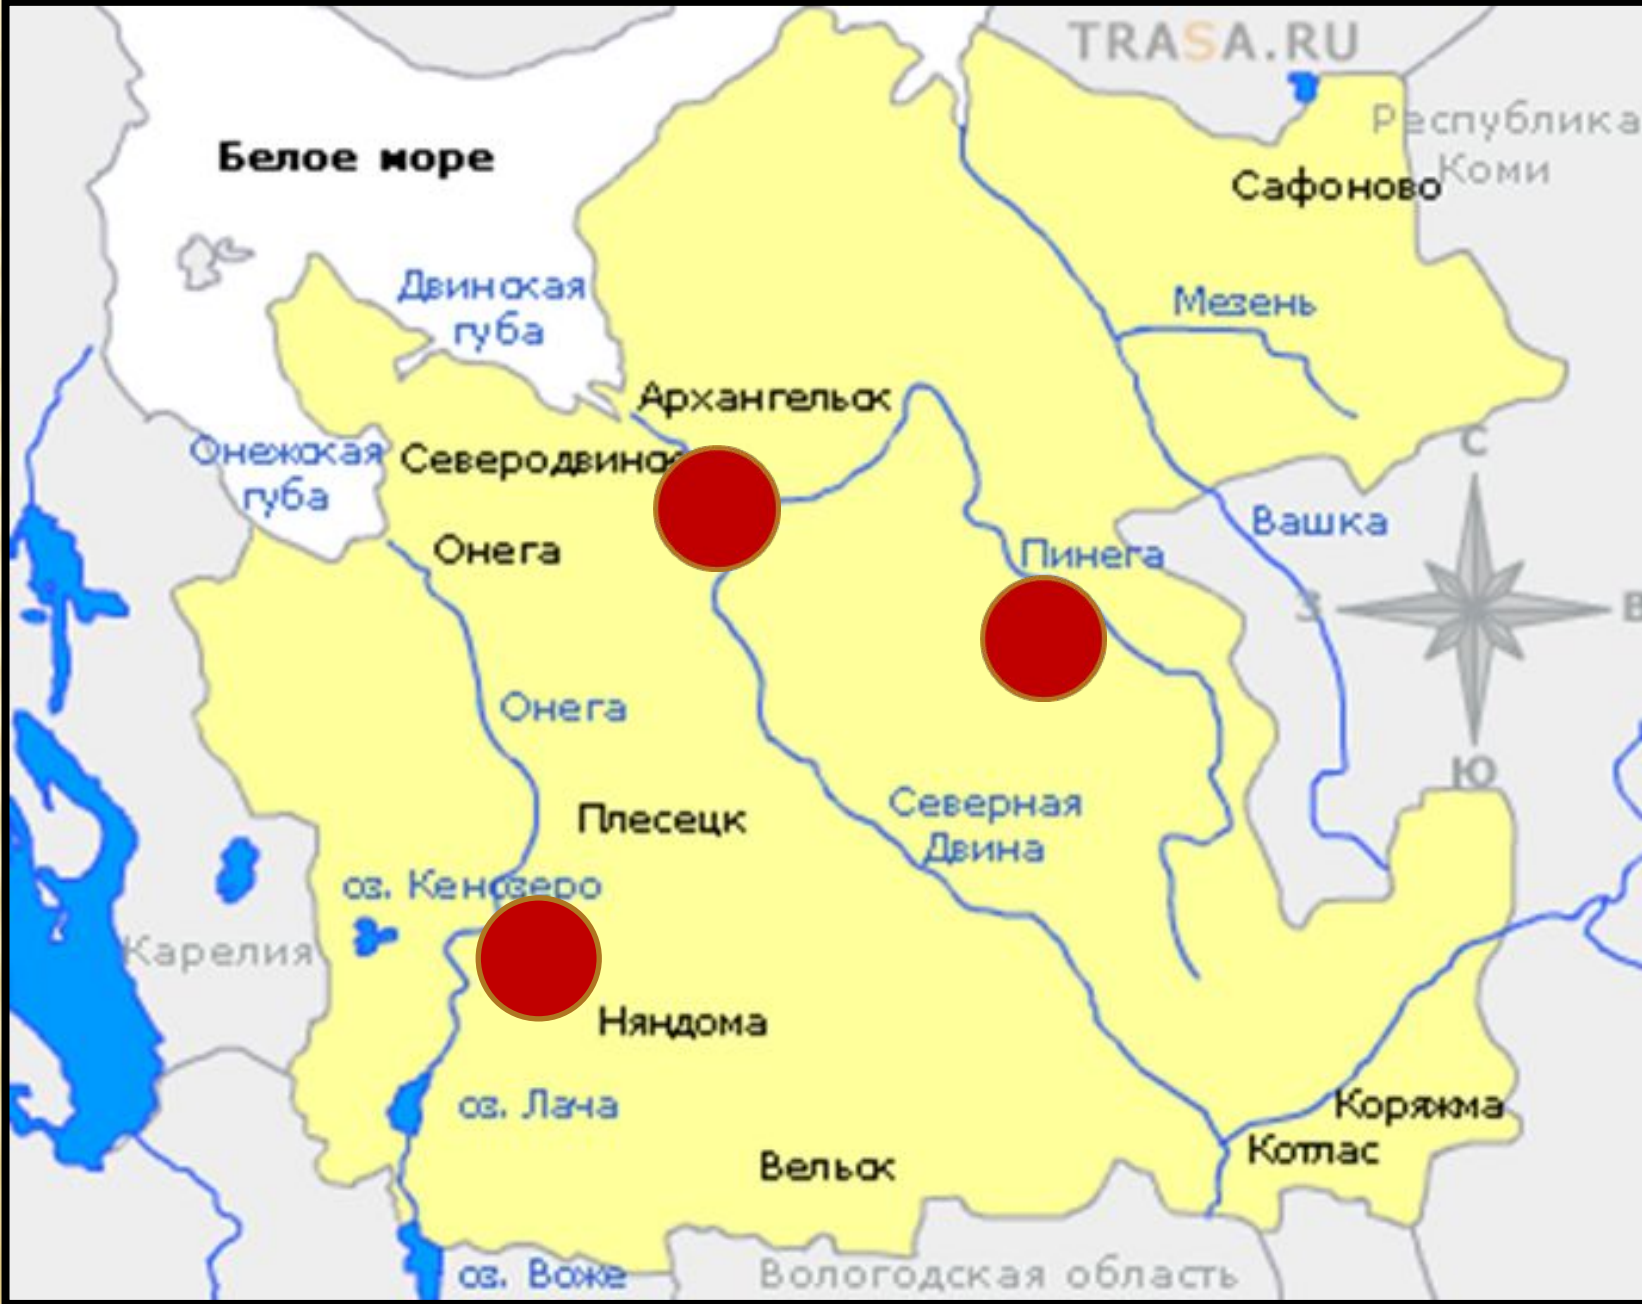 TRASA.RU
Республика
Коми
Белое море
Сафоново
Двинская
губа
Мезень
Архангельск
С
Онежская
губа
Северодвинск
Вашка
Онега
Пинега
З
В
Онега
Ю
Плесецк
Северная
Двина
оз. Кенозеро
Карелия
Няндома
оз. Лача
Коряжма
Котлас
Вельск
оз. Воже
Вологодская область